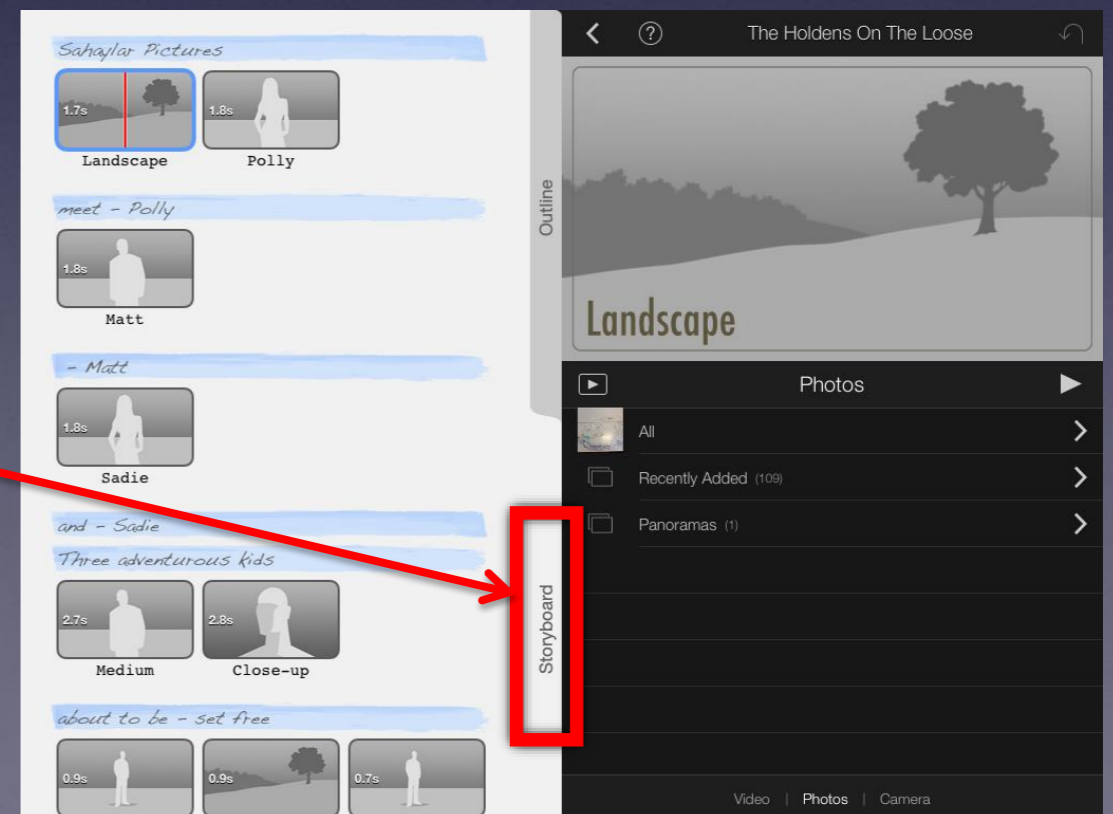 Sahaylar Pictures
1.7s
1.8s
Landscape
Polly
meet - Polly
1.8s
Matt
- Matt
1.8s
Sadie
and - Sadie
Three adventurous kids
2.7s
2.8s
Medium
Close-up
about to be - set free
0.9s
0.9s
0.7s
Outline
Storyboard
?
The Holdens On The Loose
Landscape
Photos
All
Recently Added (109)
Panoramas (1)
Video | Photos | Camera